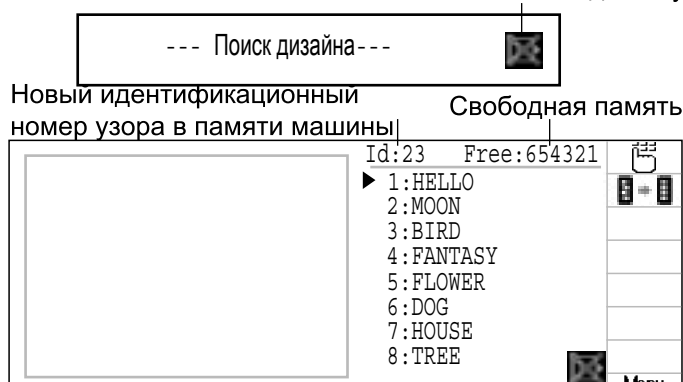 --- Поиск дизайна---
Новый идентификационный
номер узора в памяти машины
Свободная память
Id:23 Free:654321
1:HELLO
2:MOON
3:BIRD
4:FANTASY
5:FLOWER
6:DOG
7:HOUSE
8:TREE